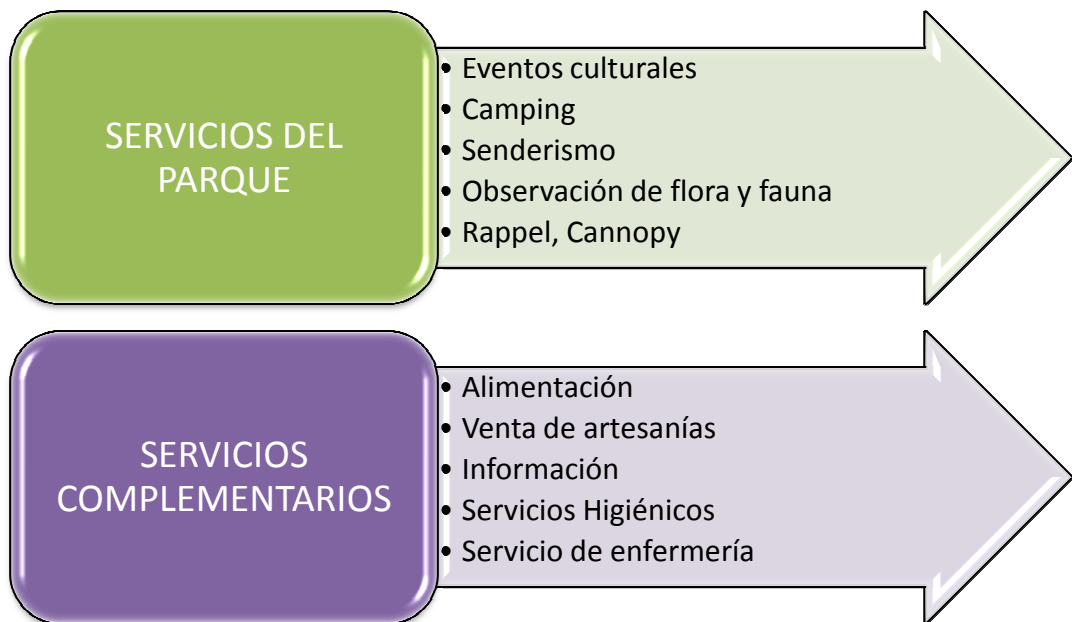 SERVICIOS DEL
PARQUE
• Eventos culturales
• Camping
• Senderismo
• Observación de flora y fauna
• Rappel, Cannopy
SERVICIOS
COMPLEMENTARIOS
• Alimentación
• Venta de artesanías
• Información
• Servicios Higiénicos
• Servicio de enfermería